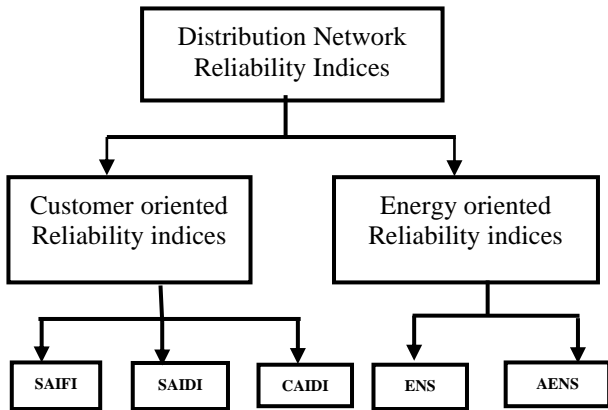 Distribution Network
Reliability Indices
Customer oriented
Reliability indices
Energy oriented
Reliability indices
SAIFI
SAIDI
CAIDI
ENS
AENS